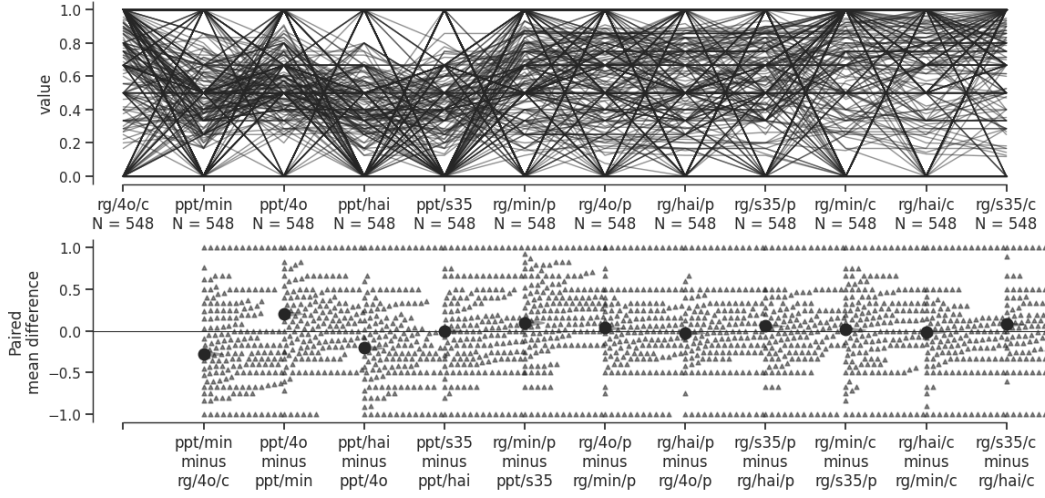 1.0
0.8
0.6
0.4
0.2
0.0
value
rg/4o/c ppt/min ppt/4o ppt/hai ppt/s35 rg/min/p rg/4o/p rg/hai/p rg/s35/p rg/min/c rg/hai/c rg/s35/c
N = 548 N = 548 N = 548 N = 548 N = 548 N = 548 N = 548 N = 548 N = 548 N = 548 N = 548 N = 548
1.0
0.5
0.0
−0.5
−1.0
Paired
mean difference
ppt/min ppt/4o ppt/hai ppt/s35 rg/min/p rg/4o/p rg/hai/p rg/s35/p rg/min/c rg/hai/c rg/s35/c
minus minus minus minus minus minus minus minus minus minus minus
rg/4o/c ppt/min ppt/4o ppt/hai ppt/s35 rg/min/p rg/4o/p rg/hai/p rg/s35/p rg/min/c rg/hai/c